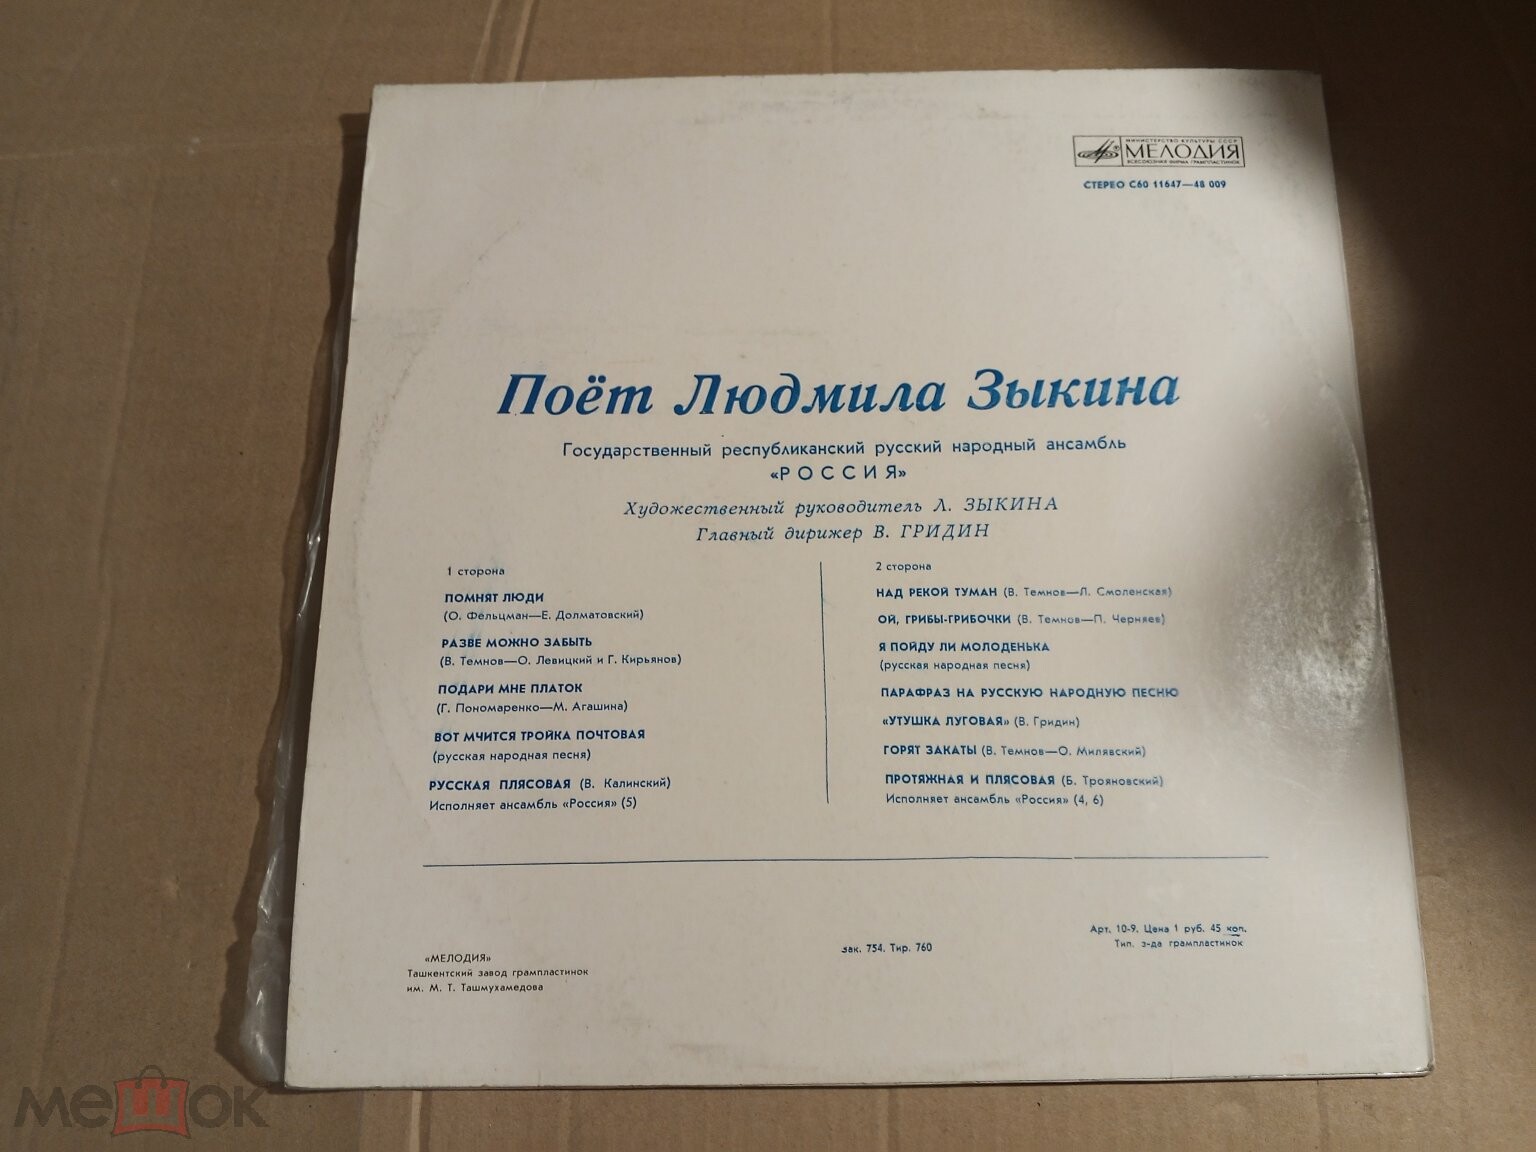 МИНИСТЕРСТВО КУЛЬТУРЫ СССР
МЕЛОДИЯ
ВСЕСОЮЗНАЯ ФИРМА ГРАМПЛАСТИНОК
СТЕРЕО С60 11647—48 009
Поёт Людмила Зыкина
Государственный республиканский русский народный ансамбль
«РОССИЯ»
Художественный руководитель Л. ЗЫКИНА
Главный дирижер В. ГРИДИН
1 сторона
ПОМНЯТ ЛЮДИ
(О. Фельцман—Е. Долматовский)
РАЗВЕ МОЖНО ЗАБЫТЬ
(В. Темнов—О. Левицкий и Г. Кирьянов)
ПОДАРИ МНЕ ПЛАТОК
(Г. Пономаренко—М. Агашина)
ВОТ МЧИТСЯ ТРОЙКА ПОЧТОВАЯ
(русская народная песня)
РУССКАЯ ПЛЯСОВАЯ (В. Калинский)
Исполняет ансамбль «Россия» (5)
2 сторона
НАД РЕКОЙ ТУМАН (В. Темнов—Л. Смоленская)
ОЙ, ГРИБЫ-ГРИБОЧКИ (В. Темнов—П. Черняев)
Я ПОЙДУ ЛИ МОЛОДЕНЬКА
(русская народная песня)
ПАРАФРАЗ НА РУССКУЮ НАРОДНУЮ ПЕСНЮ
«УТУШКА ЛУГОВАЯ» (В. Гридин)
ГОРЯТ ЗАКАТЫ (В. Темнов—О. Милявский)
ПРОТЯЖНАЯ И ПЛЯСОВАЯ (Б. Трояновский)
Исполняет ансамбль «Россия» (4, 6)
«МЕЛОДИЯ»
Ташкентский завод грампластинок
им. М. Т. Ташмухамедова
зак. 754. Тир. 760
Арт. 10-9. Цена 1 руб. 45 коп.
Тип. з-да грампластинок
мешок